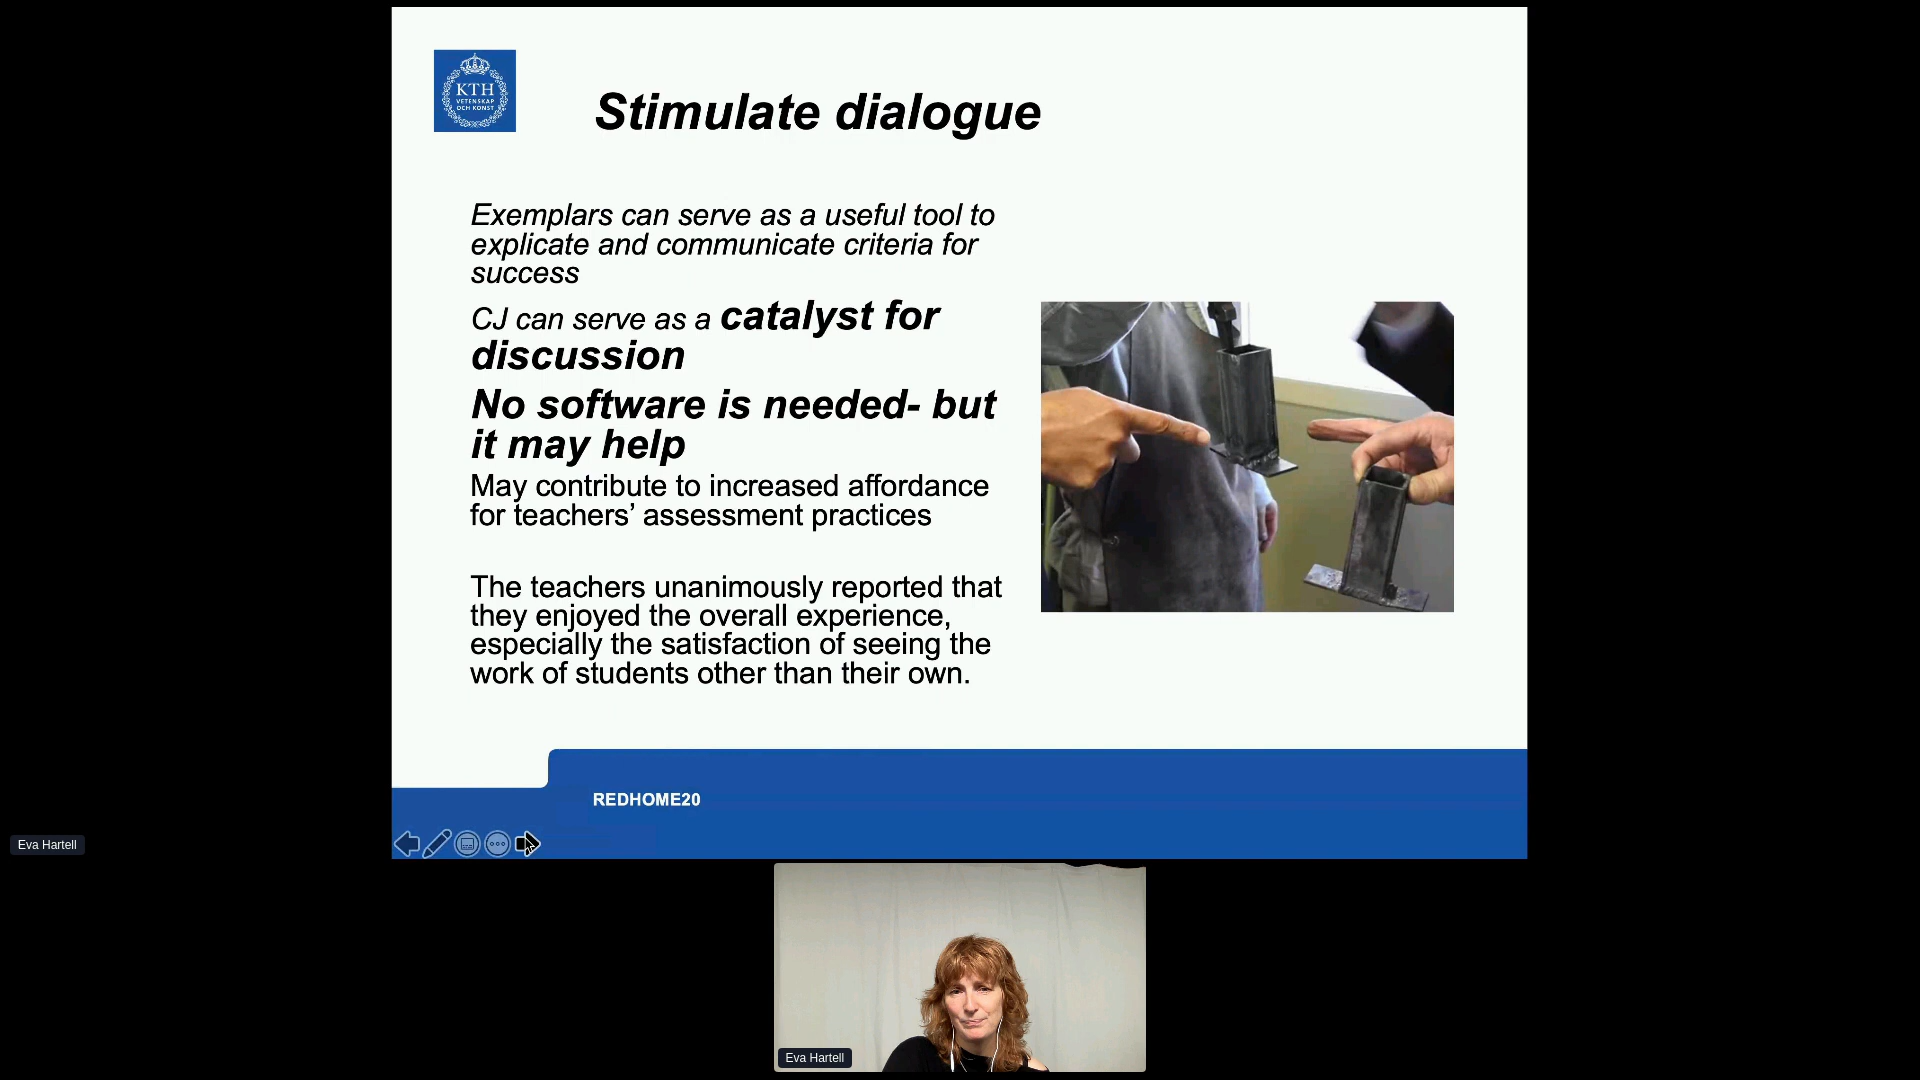 KTH
VETENSKAP
OCH KONST
Stimulate dialogue
Exemplars can serve as a useful tool to
explicate and communicate criteria for
success
CJ can serve as a catalyst for
discussion
No software is needed- but
it may help
May contribute to increased affordance
for teachers’ assessment practices
The teachers unanimously reported that
they enjoyed the overall experience,
especially the satisfaction of seeing the
work of students other than their own.
REDHOME20
Eva Hartell
Eva Hartell